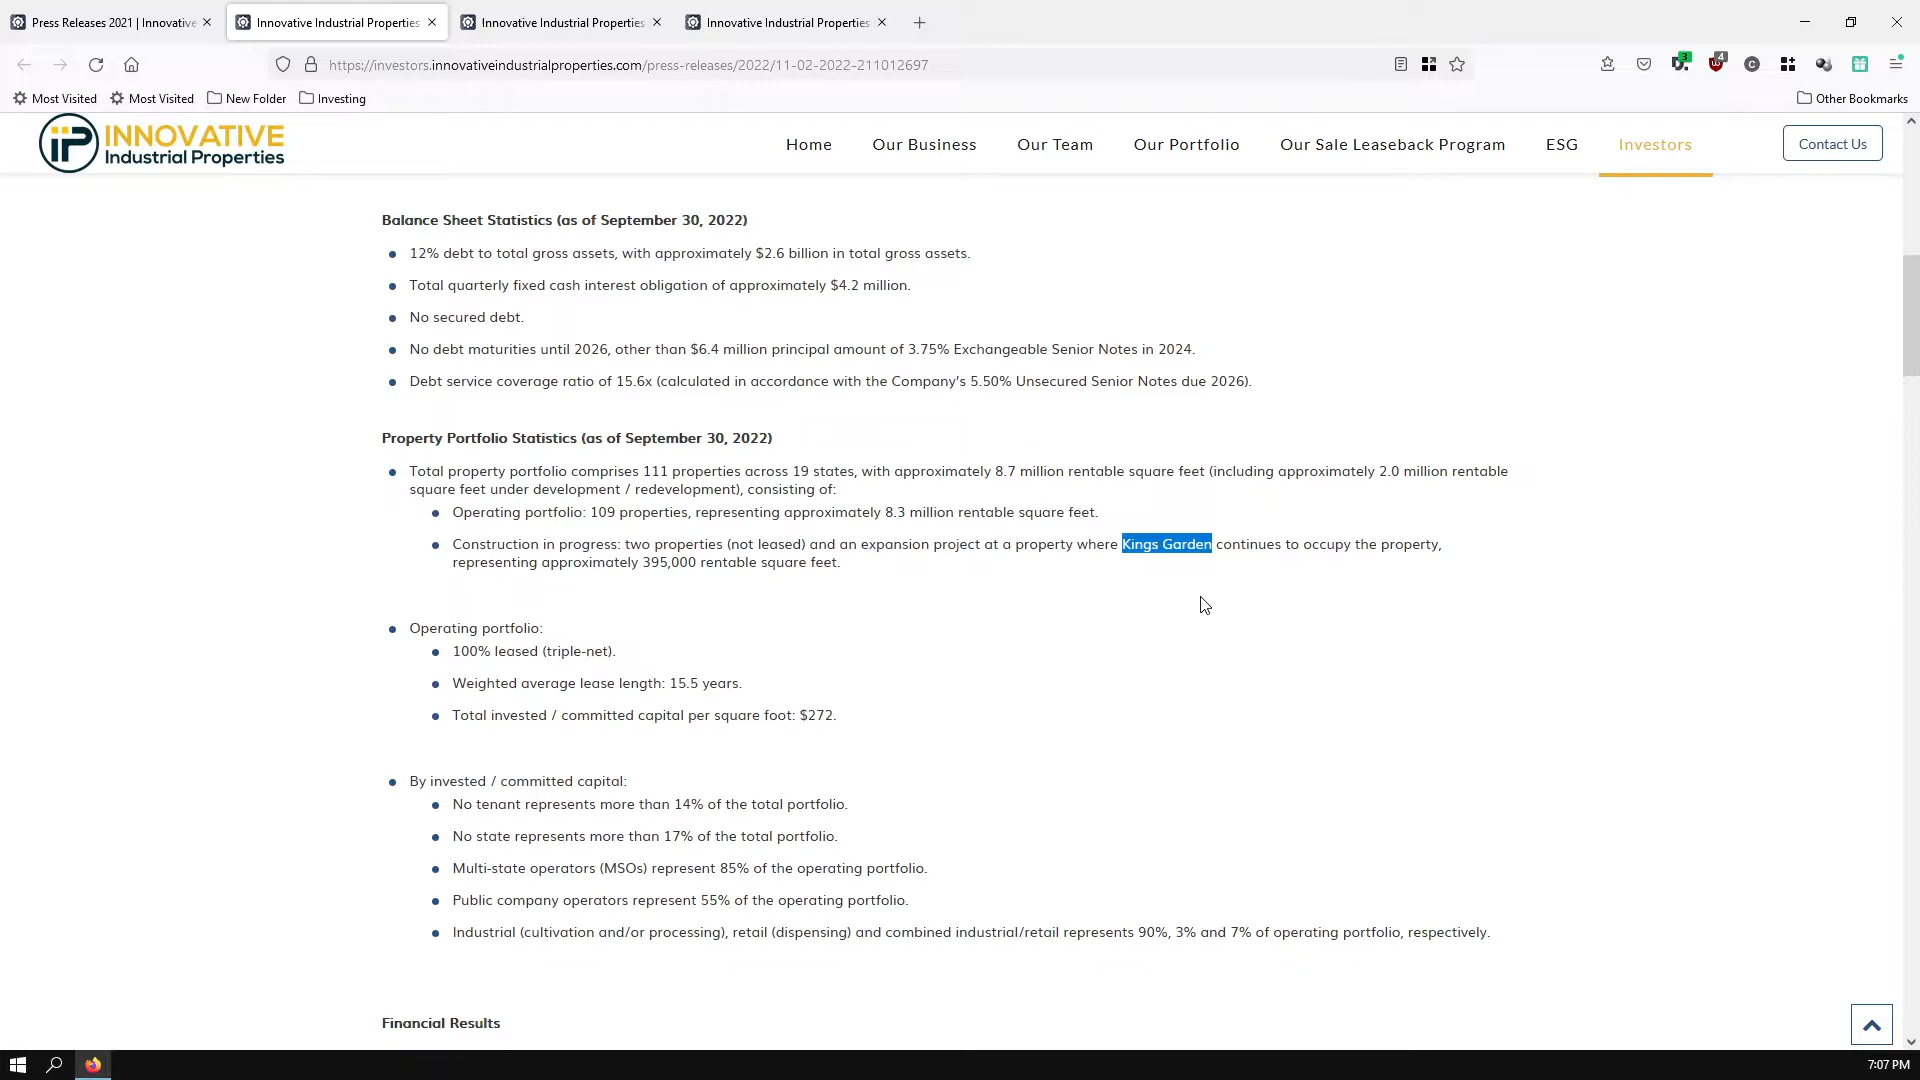 Press Releases 2021 | Innovative
Innovative Industrial Properties
Innovative Industrial Properties
Innovative Industrial Properties
https://investors.innovativeindustrialproperties.com/press-releases/2022/11-02-2022-211012697
3
4
Most Visited
Most Visited
New Folder
Investing
Other Bookmarks
iiP
INNOVATIVE
Industrial Properties
Home
Our Business
Our Team
Our Portfolio
Our Sale Leaseback Program
ESG
Investors
Contact Us
Balance Sheet Statistics (as of September 30, 2022)
12% debt to total gross assets, with approximately $2.6 billion in total gross assets.
Total quarterly fixed cash interest obligation of approximately $4.2 million.
No secured debt.
No debt maturities until 2026, other than $6.4 million principal amount of 3.75% Exchangeable Senior Notes in 2024.
Debt service coverage ratio of 15.6x (calculated in accordance with the Company's 5.50% Unsecured Senior Notes due 2026).
Property Portfolio Statistics (as of September 30, 2022)
Total property portfolio comprises 111 properties across 19 states, with approximately 8.7 million rentable square feet (including approximately 2.0 million rentable
square feet under development / redevelopment), consisting of:
Operating portfolio: 109 properties, representing approximately 8.3 million rentable square feet.
Construction in progress: two properties (not leased) and an expansion project at a property where Kings Garden continues to occupy the property,
representing approximately 395,000 rentable square feet.
Operating portfolio:
100% leased (triple-net).
Weighted average lease length: 15.5 years.
Total invested / committed capital per square foot: $272.
By invested / committed capital:
No tenant represents more than 14% of the total portfolio.
No state represents more than 17% of the total portfolio.
Multi-state operators (MSOs) represent 85% of the operating portfolio.
Public company operators represent 55% of the operating portfolio.
Industrial (cultivation and/or processing), retail (dispensing) and combined industrial/retail represents 90%, 3% and 7% of operating portfolio, respectively.
Financial Results
7:07 PM